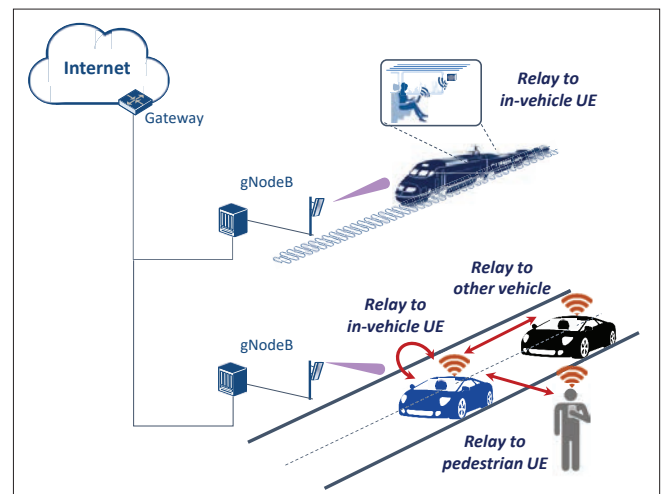 Internet
Gateway
Relay to
in-vehicle UE
gNodeB
Relay to
other vehicle
Relay to
in-vehicle UE
gNodeB
Relay to
pedestrian UE